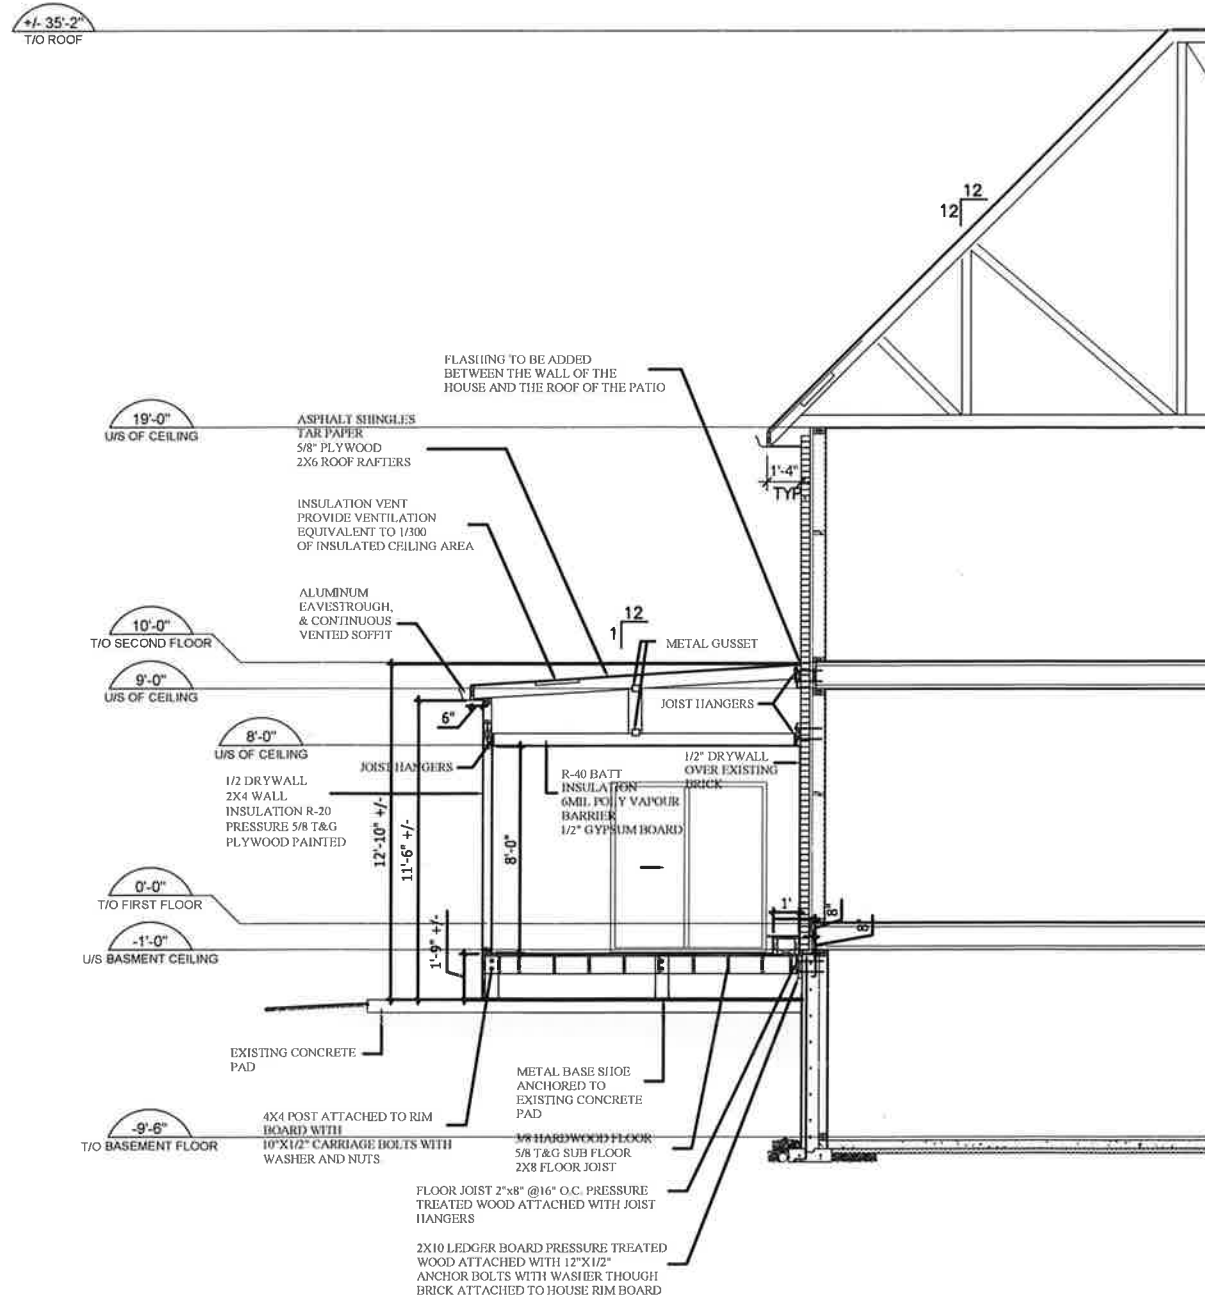 +/- 35'-2"
T/O ROOF
12
12
FLASHING TO BE ADDED
BETWEEN THE WALL OF THE
HOUSE AND THE ROOF OF THE PATIO
19'-0"
U/S OF CEILING
ASPHALT SHINGLES
TAR PAPER
5/8" PLYWOOD
2X6 ROOF RAFTERS
1'-4"
TYP.
INSULATION VENT
PROVIDE VENTILATION
EQUIVALENT TO 1/300
OF INSULATED CEILING AREA
ALUMINUM
EAVESTROUGH,
& CONTINUOUS
VENTED SOFFIT
10'-0"
T/O SECOND FLOOR
12
1
METAL GUSSET
9'-0"
U/S OF CEILING
JOIST HANGERS
6"
8'-0"
U/S OF CEILING
JOIST HANGERS
1/2" DRYWALL
OVER EXISTING
BRICK
R-40 BATT
INSULATION
6MIL POLY VAPOUR
BARRIER
1/2" GYPSUM BOARD
1/2 DRYWALL
2X4 WALL
INSULATION R-20
PRESSURE 5/8 T&G
PLYWOOD PAINTED
12'-10" +/-
11'-6" +/-
8'-0"
0'-0"
T/O FIRST FLOOR
1'
8"
8'
-1'-0"
U/S BASMENT CEILING
1'-9" +/-
EXISTING CONCRETE
PAD
METAL BASE SHOE
ANCHORED TO
EXISTING CONCRETE
PAD
-9'-6"
T/O BASEMENT FLOOR
4X4 POST ATTACHED TO RIM
BOARD WITH
10"X1/2" CARRIAGE BOLTS WITH
WASHER AND NUTS
3/8 HARDWOOD FLOOR
5/8 T&G SUB FLOOR
2X8 FLOOR JOIST
FLOOR JOIST 2"x8" @16" O.C. PRESSURE
TREATED WOOD ATTACHED WITH JOIST
HANGERS
2X10 LEDGER BOARD PRESSURE TREATED
WOOD ATTACHED WITH 12"X1/2"
ANCHOR BOLTS WITH WASHER THOUGH
BRICK ATTACHED TO HOUSE RIM BOARD